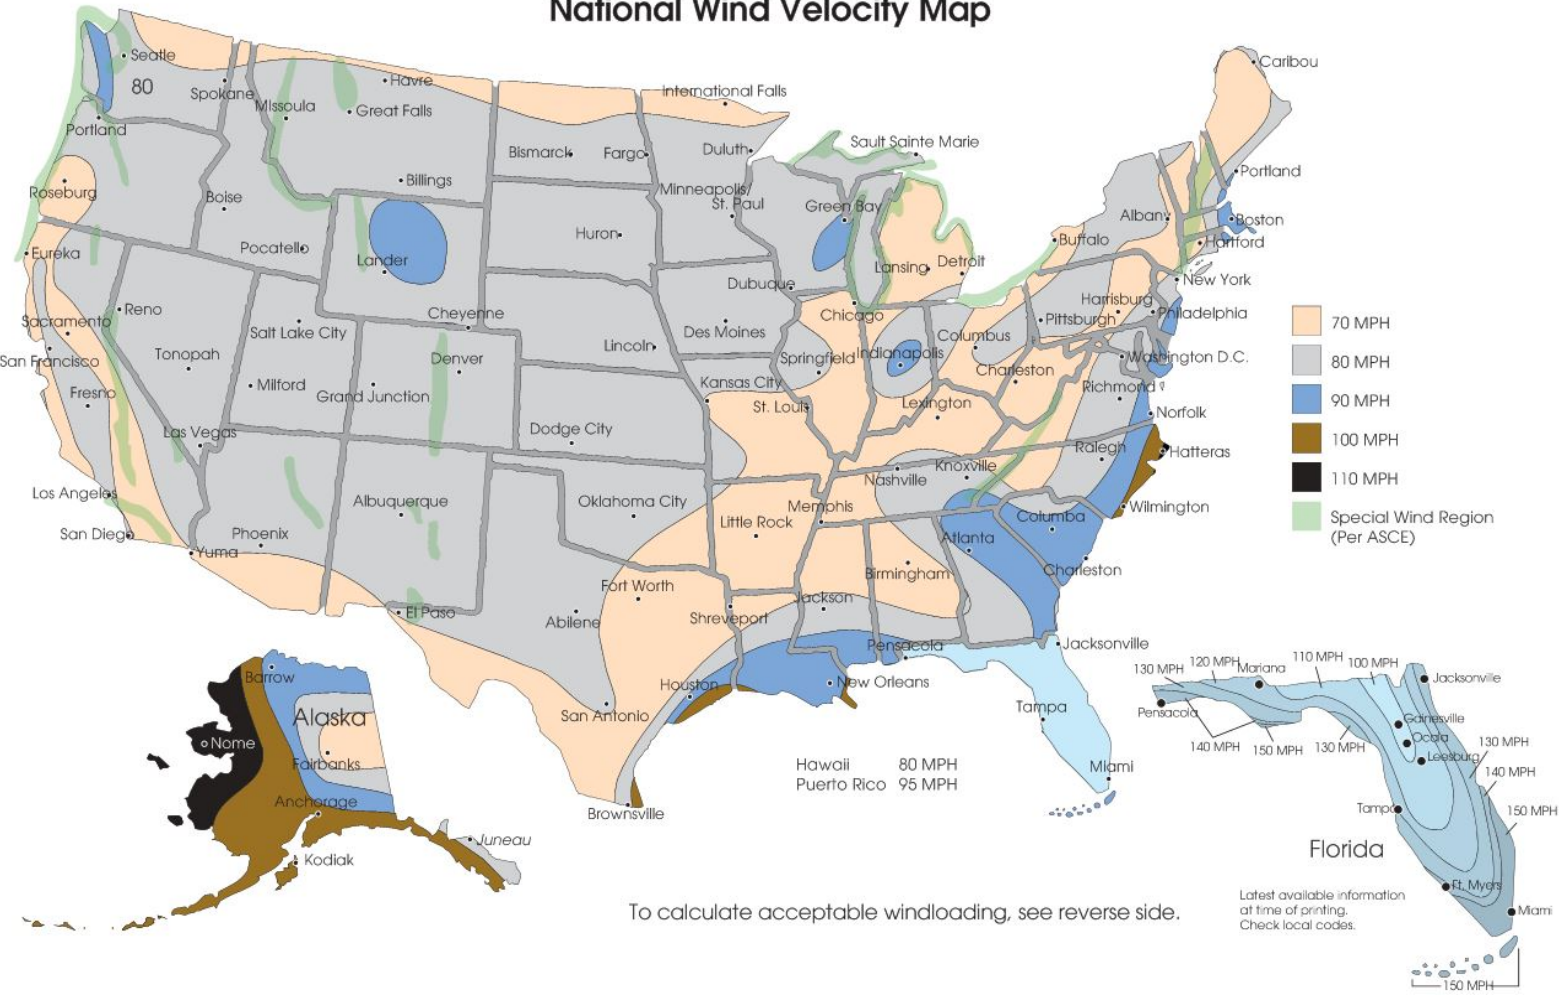 National Wind Velocity Map
Seatle
80
Spokane
Missoula
Havre
Great Falls
International Falls
Caribou
Portland
Bismarck
Fargo
Duluth
Sault Sainte Marie
Portland
Roseburg
Boise
Billings
Minneapolis/
St. Paul
Green Bay
Albany
Boston
Buffalo
Hartford
Eureka
Pocatello
Lander
Huron
Lansing
Detroit
New York
Dubuque
Reno
Salt Lake City
Cheyenne
Des Moines
Chicago
Harrisburg
Pittsburgh
Philadelphia
Sacramento
San Francisco
Tonopah
Denver
Lincoln
Springfield
Indianapolis
Columbus
Washington D.C.
Fresno
Milford
Grand Junction
Kansas City
St. Louis
Lexington
Charleston
Richmond
Norfolk
Las Vegas
Dodge City
Nashville
Knoxville
Ralegh
Hatteras
Los Angeles
Albuquerque
Oklahoma City
Little Rock
Memphis
Wilmington
San Diego
Yuma
Phoenix
Atlanta
Columba
El Paso
Fort Worth
Abilene
Shreveport
Jackson
Birmingham
Charleston
San Antonio
Houston
New Orleans
Pensacola
Jacksonville
Tampa
Miami
Brownsville
70 MPH
80 MPH
90 MPH
100 MPH
110 MPH
Special Wind Region
(Per ASCE)
Barrow
Alaska
Nome
Fairbanks
Anchorage
Juneau
Kodiak
Hawaii 80 MPH
Puerto Rico 95 MPH
130 MPH
120 MPH
Mariana
110 MPH
100 MPH
Jacksonville
Pensacola
140 MPH
150 MPH
130 MPH
Gainesville
Ocala
Leesburg
130 MPH
140 MPH
150 MPH
Tampa
Florida
Ft. Myers
Miami
150 MPH
Latest available information
at time of printing.
Check local codes.
To calculate acceptable windloading, see reverse side.